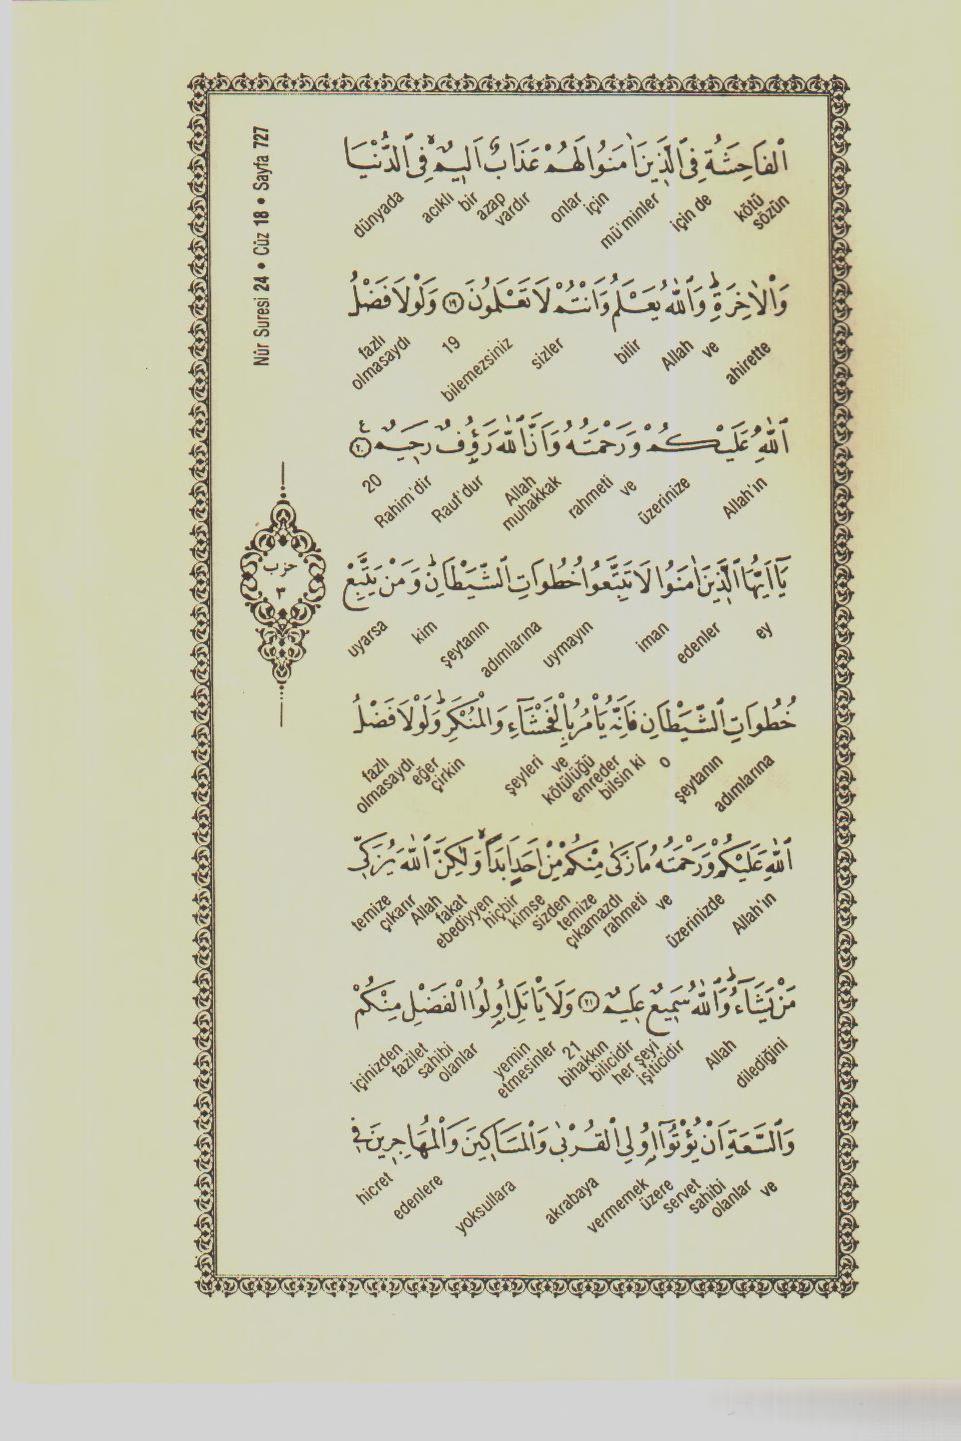 Nûr Suresi 24 • Cüz 18 • Sayfa 727
اَلْفَاحِشَةُ فِى الَّذٖينَ اٰمَنُوا لَهُمْ عَذَابٌ اَلٖيمٌۙ فِى الدُّنْيَا
kötü sözün için de mü'minler için onlar vardır azap bir acıklı dünyada
وَالْاٰخِرَةِؕ وَاللّٰهُ يَعْلَمُ وَاَنْتُمْ لَا تَعْلَمُونَ ﴿١٩﴾ وَلَوْلَا فَضْلُ
ahirette ve Allah bilir sizler bilemezsiniz 19 olmasaydı fazlı
اللّٰهِ عَلَيْكُمْ وَرَحْمَتُهُ وَاَنَّ اللّٰهَ رَؤُفٌ رَحٖيمٌ ﴿٢٠﴾ ع
Allah'ın üzerinize ve rahmeti muhakkak Allah Rauf'dur Rahim'dir 20
حزب
٣
يَٓا اَيُّهَا الَّذٖينَ اٰمَنُوا لَا تَتَّبِعُوا خُطُوَاتِ الشَّيْطَانِؕ وَمَنْ يَتَّبِعْ
ey edenler iman uymayın adımlarına şeytanın kim uyarsa
خُطُوَاتِ الشَّيْطَانِ فَاِنَّهُ يَاْمُرُ بِالْفَحْشَٓاءِ وَالْمُنْكَرِؕ وَلَوْلَا فَضْلُ
adımlarına şeytanın o bilsin ki emreder kötülüğü ve şeyleri çirkin eğer olmasaydı fazlı
اللّٰهِ عَلَيْكُمْ وَرَحْمَتُهُ مَا زَكٰى مِنْكُمْ مِنْ اَحَدٍ اَبَدًاۙ وَلٰكِنَّ اللّٰهَ يُزَكّٖى
Allah'ın üzerinizde ve rahmeti çıkamazdı temize sizden kimse hiçbir ebediyyen fakat Allah çıkarır temize
مَنْ يَشَٓاءُؕ وَاللّٰهُ سَمٖيعٌ عَلٖيمٌ ﴿٢١﴾ وَلَا يَاْتَلِ اُولُوا الْفَضْلِ مِنْكُمْ
dilediğini Allah işiticidir her şeyi bilicidir bihakkın 21 etmesinler yemin olanlar sahibi fazilet içinizden
وَالسَّعَةِ اَنْ يُؤْتُٓوا اُولِى الْقُرْبٰى وَالْمَسَاكٖينَ وَالْمُهَاجِرٖينَ فٖى
ve olanlar sahibi servet üzere vermemek akrabaya yoksullara edenlere hicret